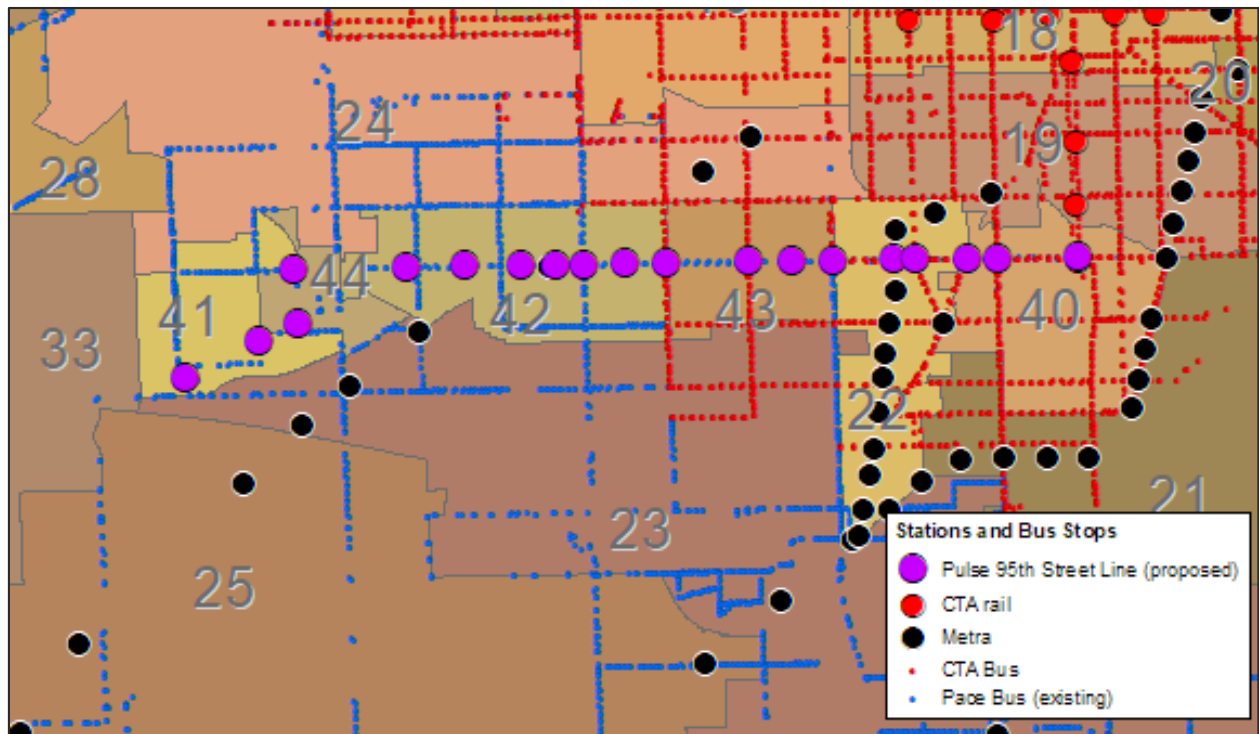 18
20
24
19
28
44
41
42
43
40
33
22
21
23
25
Stations and Bus Stops
Pulse 95th Street Line (proposed)
CTA rail
Metra
CTA Bus
Pace Bus (existing)